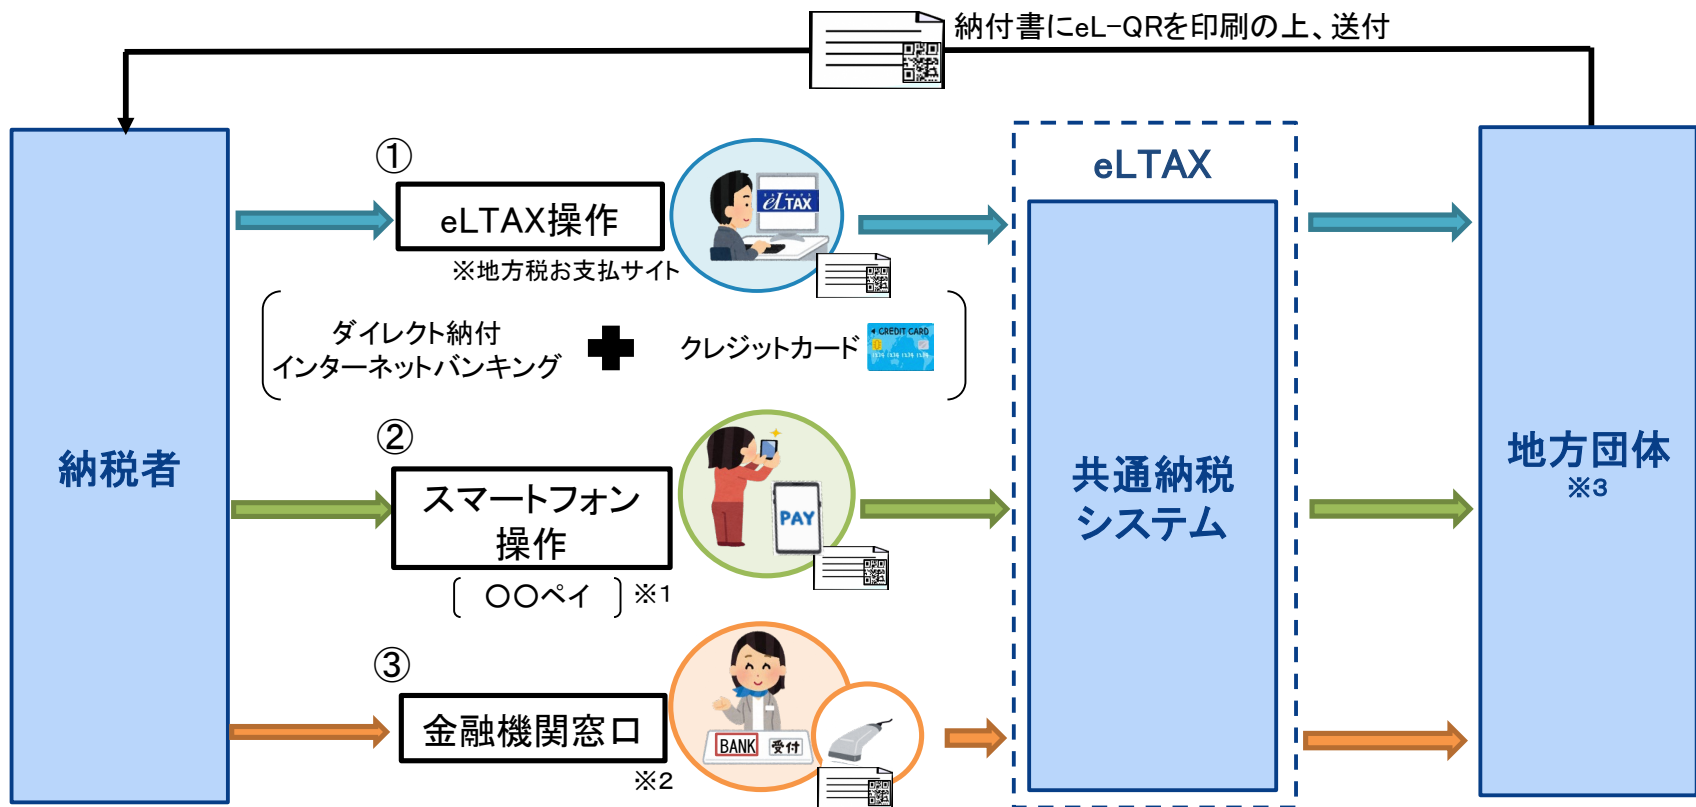 納付書にeL-QRを印刷の上、送付
納税者
①
eLTAX操作
※地方税お支払サイト
eLTAX
ダイレクト納付
インターネットバンキング
クレジットカード
CREDIT CARD
②
スマートフォン
操作
PAY
〔 〇〇ペイ 〕※1
③
金融機関窓口
※2
BANK
受付
eLTAX
共通納税
システム
地方団体
※3